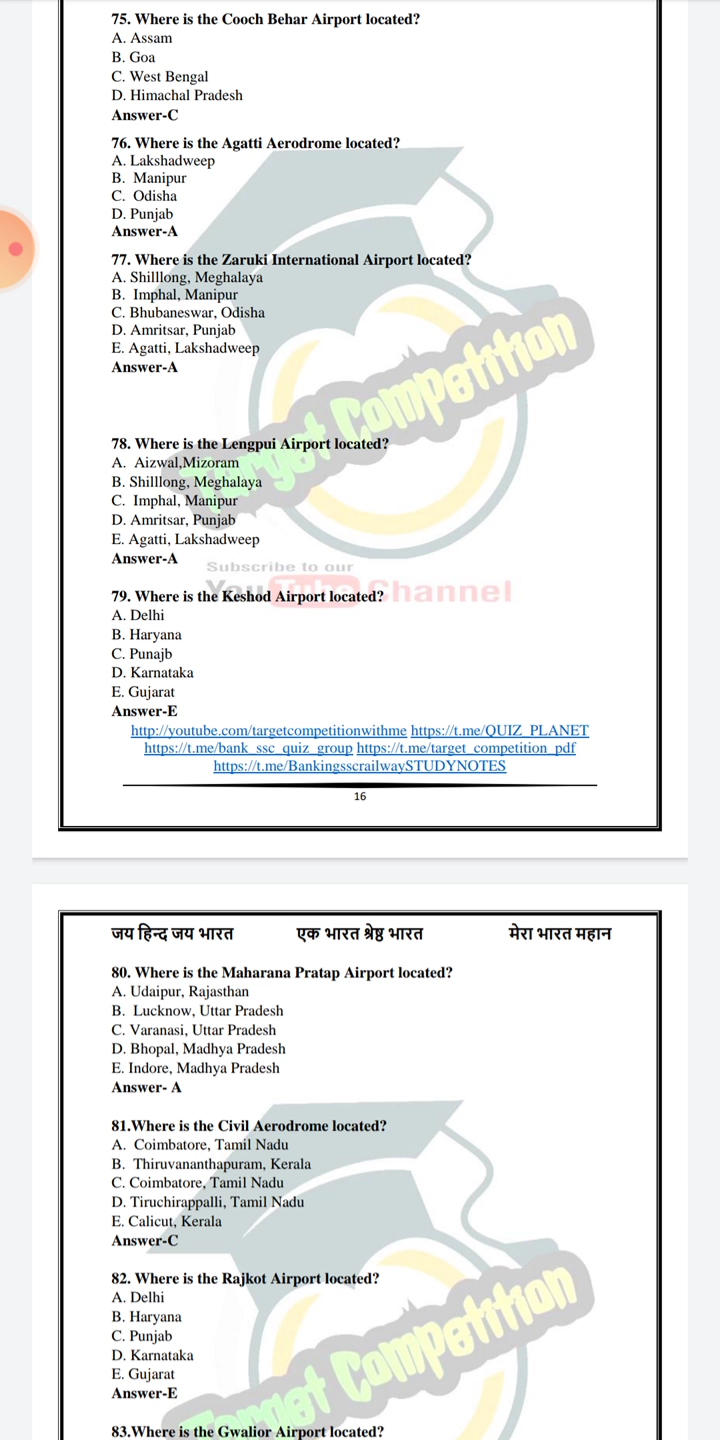 75. Where is the Cooch Behar Airport located?
A. Assam
B. Goa
C. West Bengal
D. Himachal Pradesh
Answer-C
76. Where is the Agatti Aerodrome located?
A. Lakshadweep
B. Manipur
C. Odisha
D. Punjab
Answer-A
77. Where is the Zaruki International Airport located?
A. Shilllong, Meghalaya
B. Imphal, Manipur
C. Bhubaneswar, Odisha
D. Amritsar, Punjab
E. Agatti, Lakshadweep
Answer-A
Target Competition
78. Where is the Lengpui Airport located?
A. Aizwal,Mizoram
B. Shilllong, Meghalaya
C. Imphal, Manipur
D. Amritsar, Punjab
E. Agatti, Lakshadweep
Answer-A
Subscribe to our
YouTube Channel
79. Where is the Keshod Airport located?
A. Delhi
B. Haryana
C. Punajb
D. Karnataka
E. Gujarat
Answer-E
http://youtube.com/targetcompetitionwithme https://t.me/QUIZ_PLANET
https://t.me/bank_ssc_quiz_group https://t.me/target_competition_pdf
https://t.me/BankingsscrailwaySTUDYNOTES
16
जय हिन्द जय भारत एक भारत श्रेष्ठ भारत मेरा भारत महान
80. Where is the Maharana Pratap Airport located?
A. Udaipur, Rajasthan
B. Lucknow, Uttar Pradesh
C. Varanasi, Uttar Pradesh
D. Bhopal, Madhya Pradesh
E. Indore, Madhya Pradesh
Answer- A
81.Where is the Civil Aerodrome located?
A. Coimbatore, Tamil Nadu
B. Thiruvananthapuram, Kerala
C. Coimbatore, Tamil Nadu
D. Tiruchirappalli, Tamil Nadu
E. Calicut, Kerala
Answer-C
82. Where is the Rajkot Airport located?
A. Delhi
B. Haryana
C. Punjab
D. Karnataka
E. Gujarat
Answer-E
Target Competition
83.Where is the Gwalior Airport located?